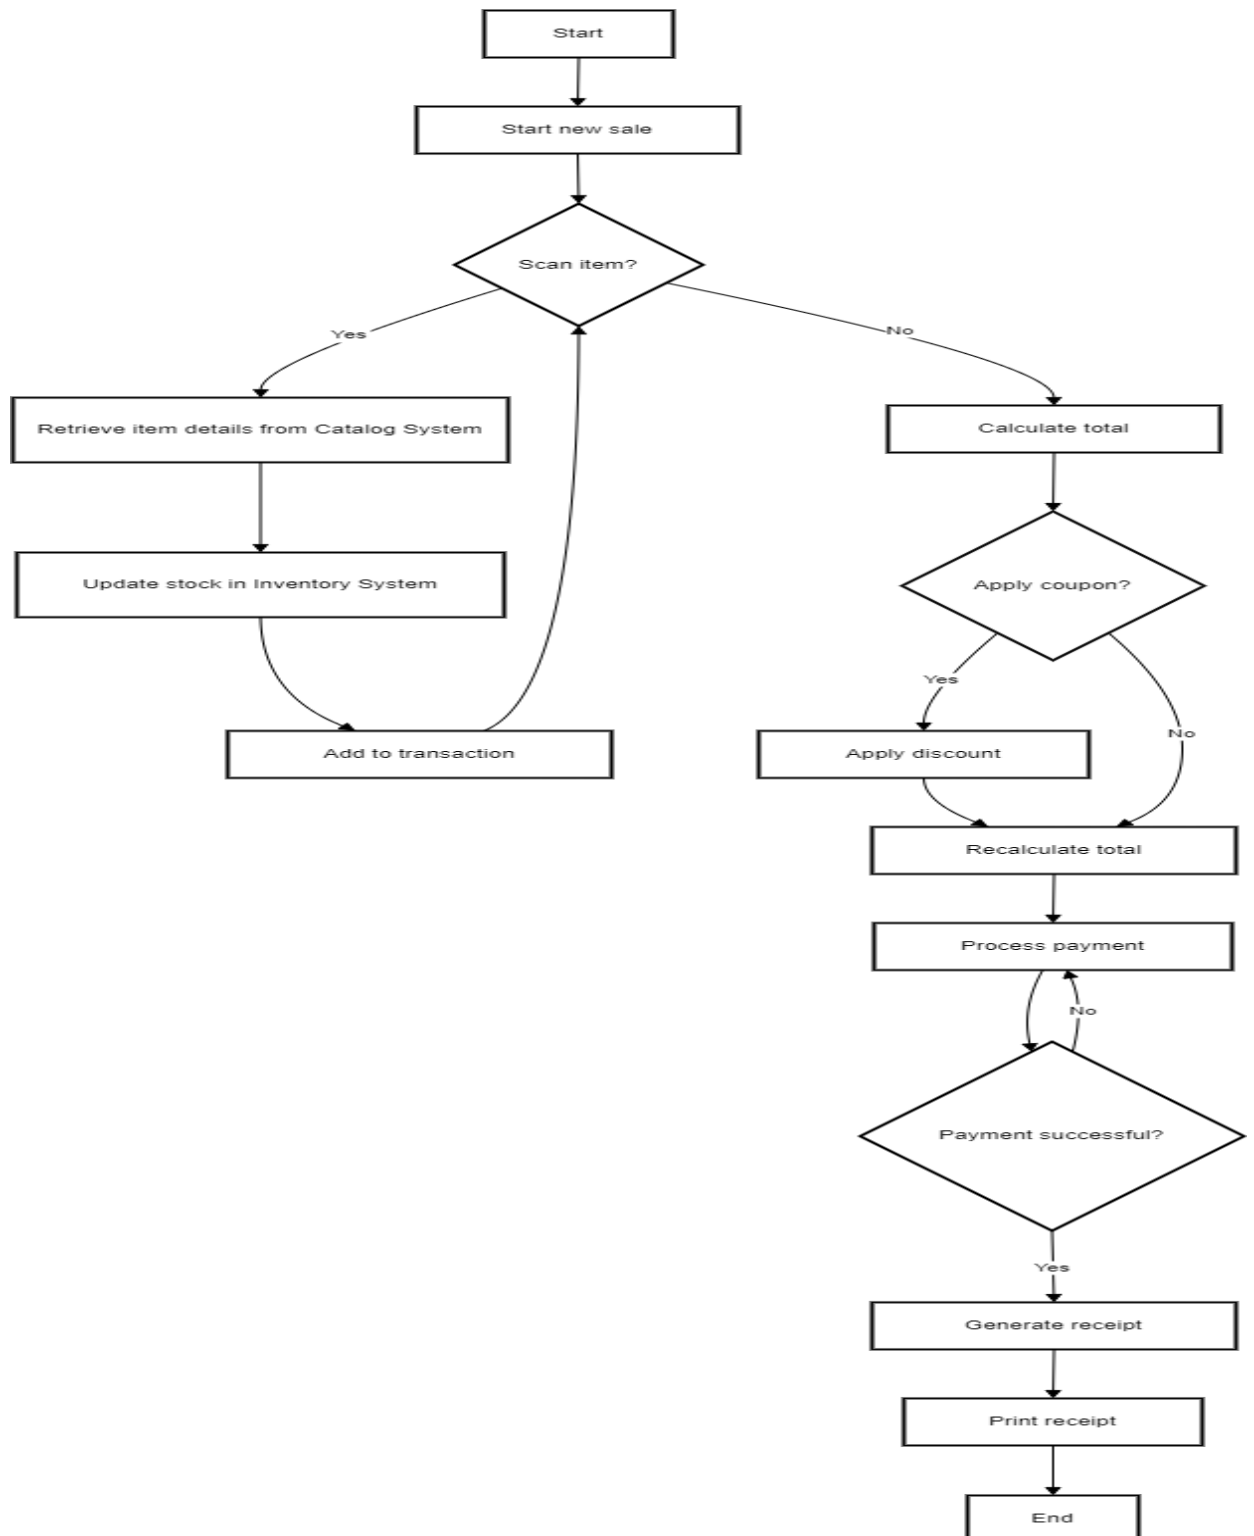 Start
Start new sale
Scan item?
Yes
No
Retrieve item details from Catalog System
Calculate total
Update stock in Inventory System
Apply coupon?
Yes
No
Add to transaction
Apply discount
Recalculate total
Process payment
No
Payment successful?
Yes
Generate receipt
Print receipt
End